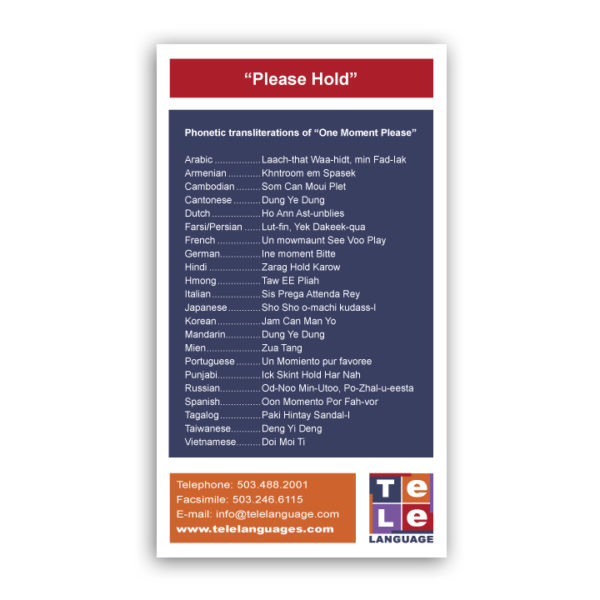 “Please Hold”
Phonetic transliterations of “One Moment Please”
Arabic ................ Laach-that Waa-hidt, min Fad-lak
Armenian ........... Khntroom em Spasek
Cambodian ......... Som Can Moui Plet
Cantonese .......... Dung Ye Dung
Dutch ................. Ho Ann Ast-unblies
Farsi/Persian ...... Lut-fin, Yek Dakeek-qua
French ............... Un mowmaunt See Voo Play
German .............. Ine moment Bitte
Hindi .................. Zarag Hold Karow
Hmong ............... Taw EE Pliah
Italian ................. Sis Prega Attenda Rey
Japanese ........... Sho Sho o-machi kudass-I
Korean ............... Jam Can Man Yo
Mandarin ............ Dung Ye Dung
Mien ................... Zua Tang
Portuguese ........ Un Momiento pur favoree
Punjabi ............... Ick Skint Hold Har Nah
Russian .............. Od-Noo Min-Utoo, Po-Zhal-u-eesta
Spanish .............. Oon Momento Por Fah-vor
Tagalog .............. Paki Hintay Sandal-I
Taiwanese .......... Deng Yi Deng
Vietnamese ........ Doi Moi Ti
Telephone: 503.488.2001
Facsimile: 503.246.6115
E-mail: info@telelanguage.com
www.telelanguages.com
Te
Le
LANGUAGE